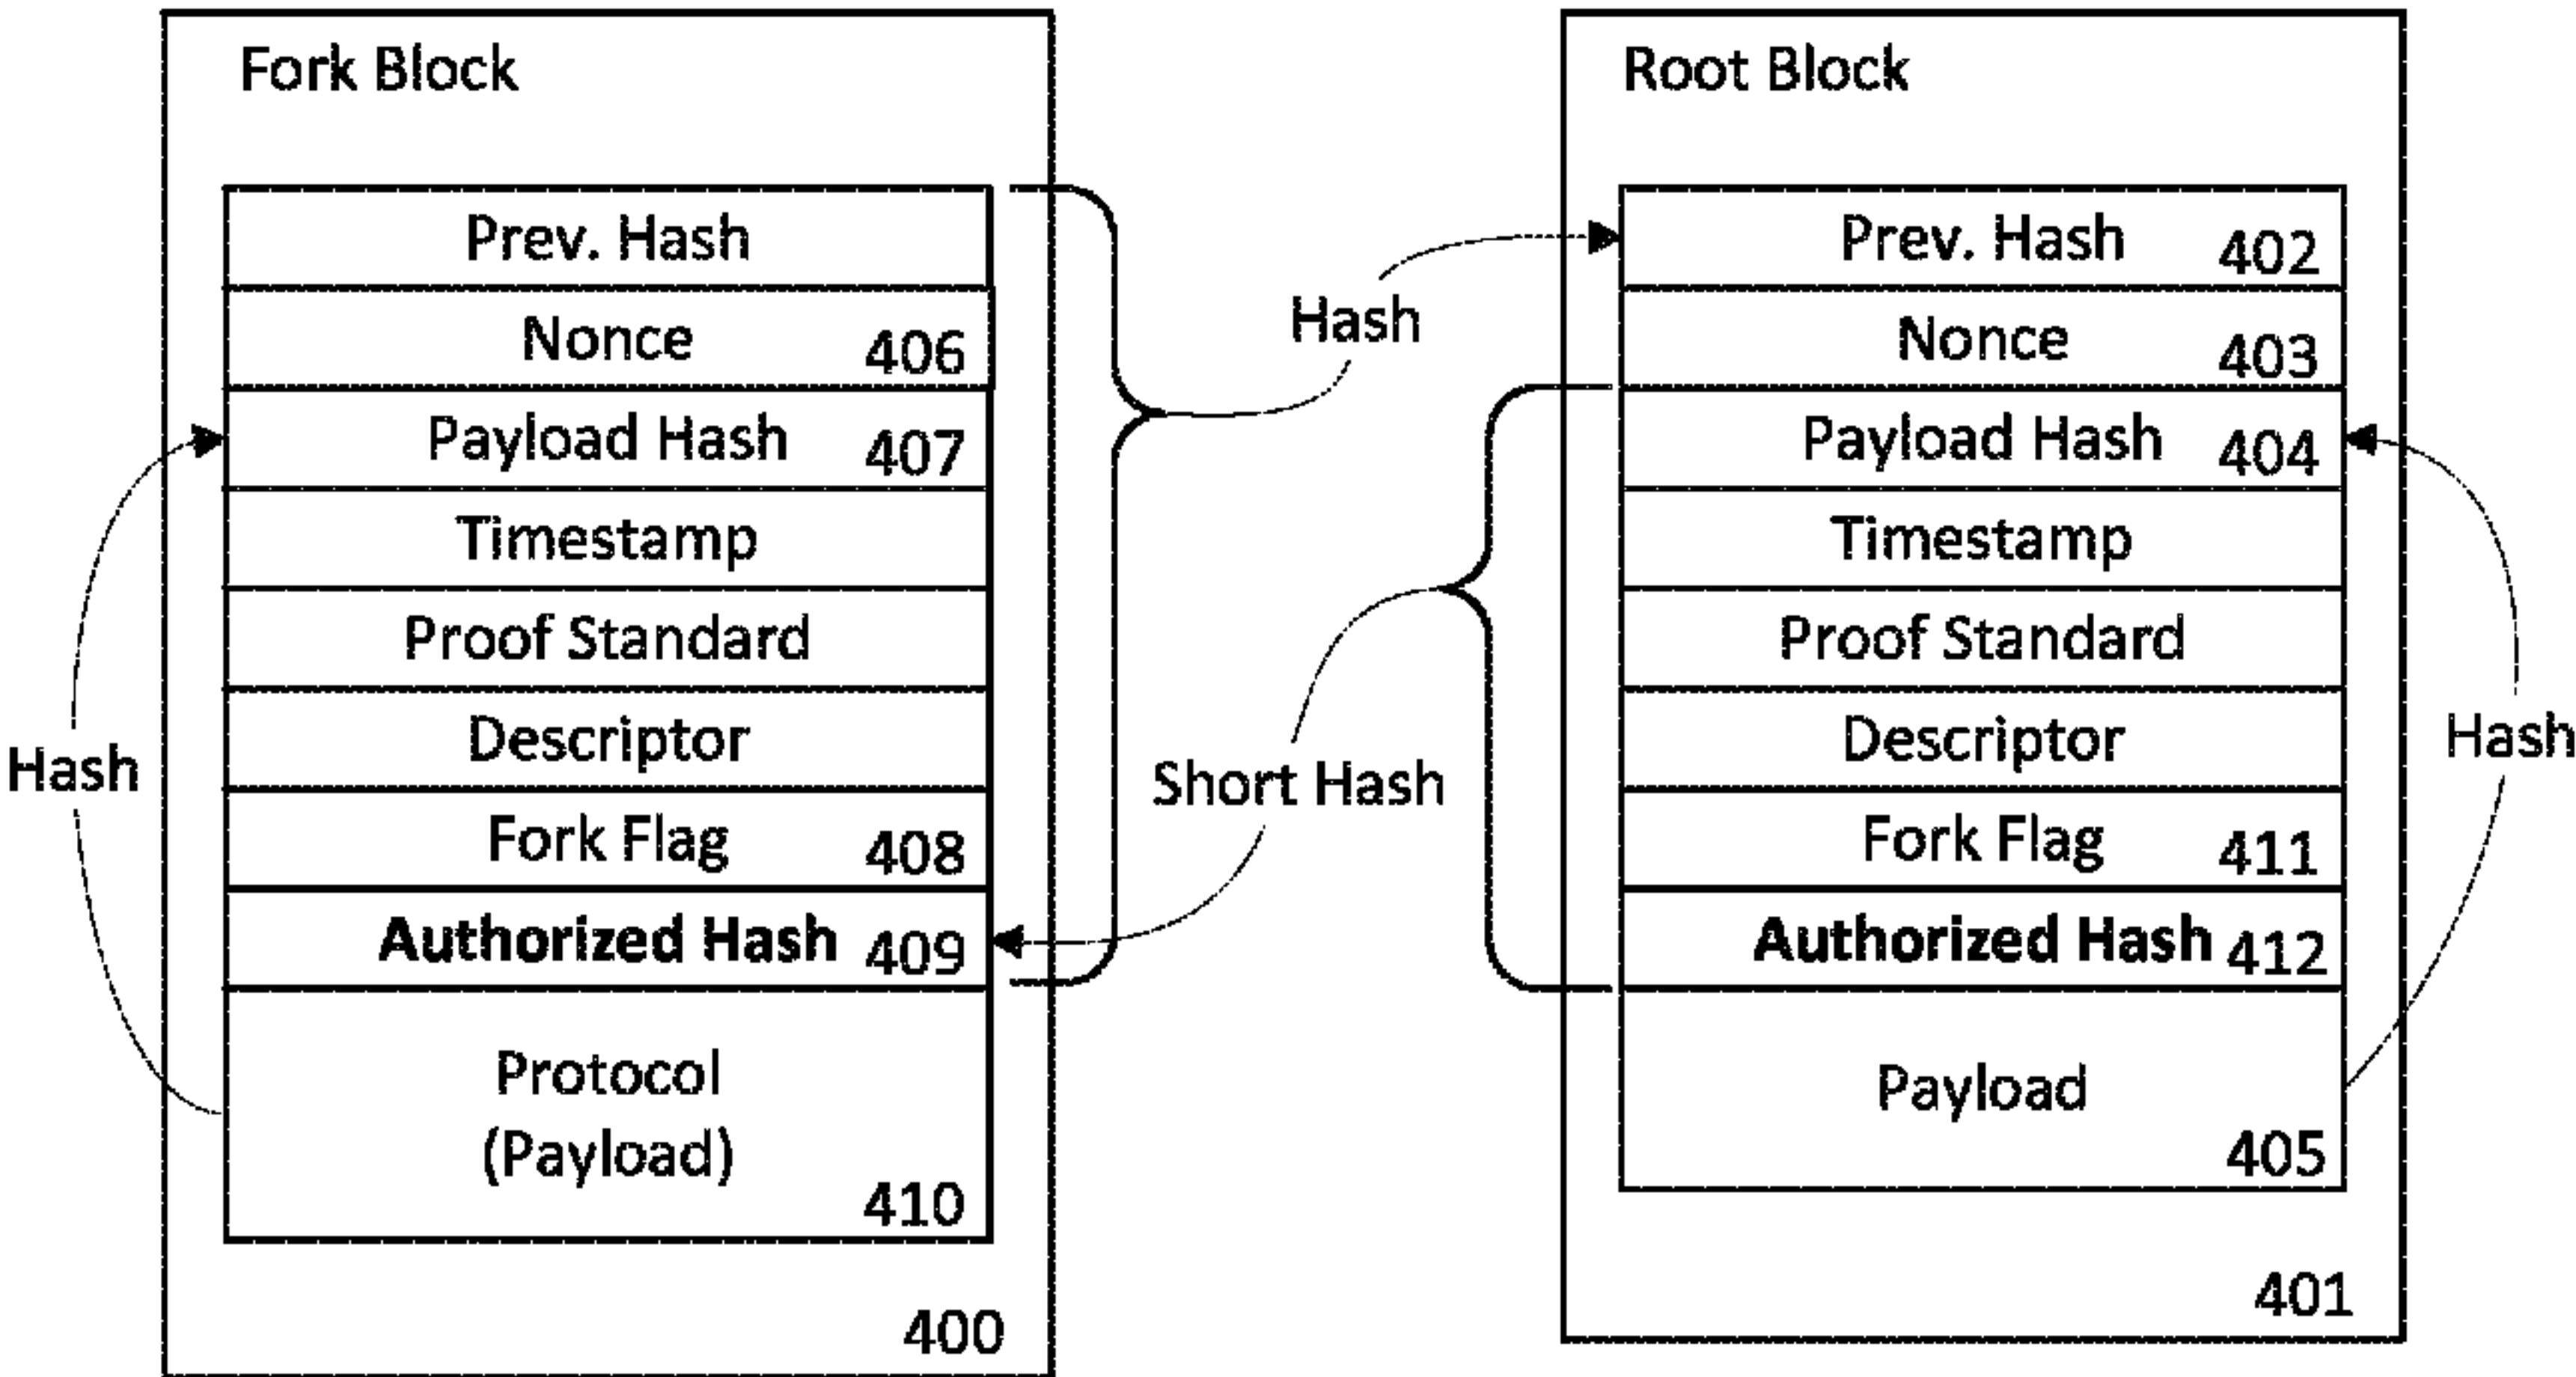 Fork Block
Prev. Hash
Nonce 406
Payload Hash 407
Timestamp
Proof Standard
Descriptor
Fork Flag 408
Authorized Hash 409
Protocol
(Payload)
410
400
Hash
Hash
Short Hash
Root Block
Prev. Hash 402
Nonce 403
Payload Hash 404
Timestamp
Proof Standard
Descriptor
Fork Flag 411
Authorized Hash 412
Payload
405
401
Hash